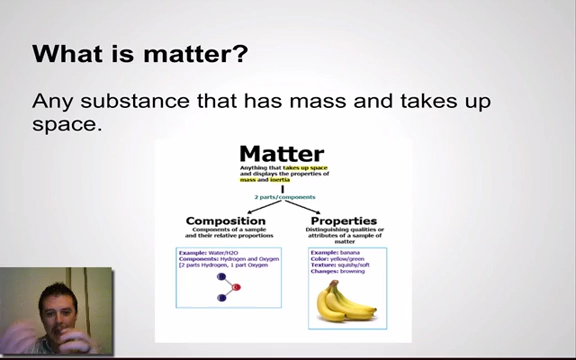 What is matter?
Any substance that has mass and takes up
space.
Matter
Anything that takes up space
and displays the properties of
mass and inertia
2 parts/components
Composition
Components of a sample
and their relative proportions
Properties
Distinguishing qualities or
attributes of a sample of
matter
Example: Water/H2O
Components: Hydrogen and Oxygen
[2 parts Hydrogen, 1 part Oxygen
Example: banana
Color: yellow/green
Texture: squishy/soft
Changes: browning